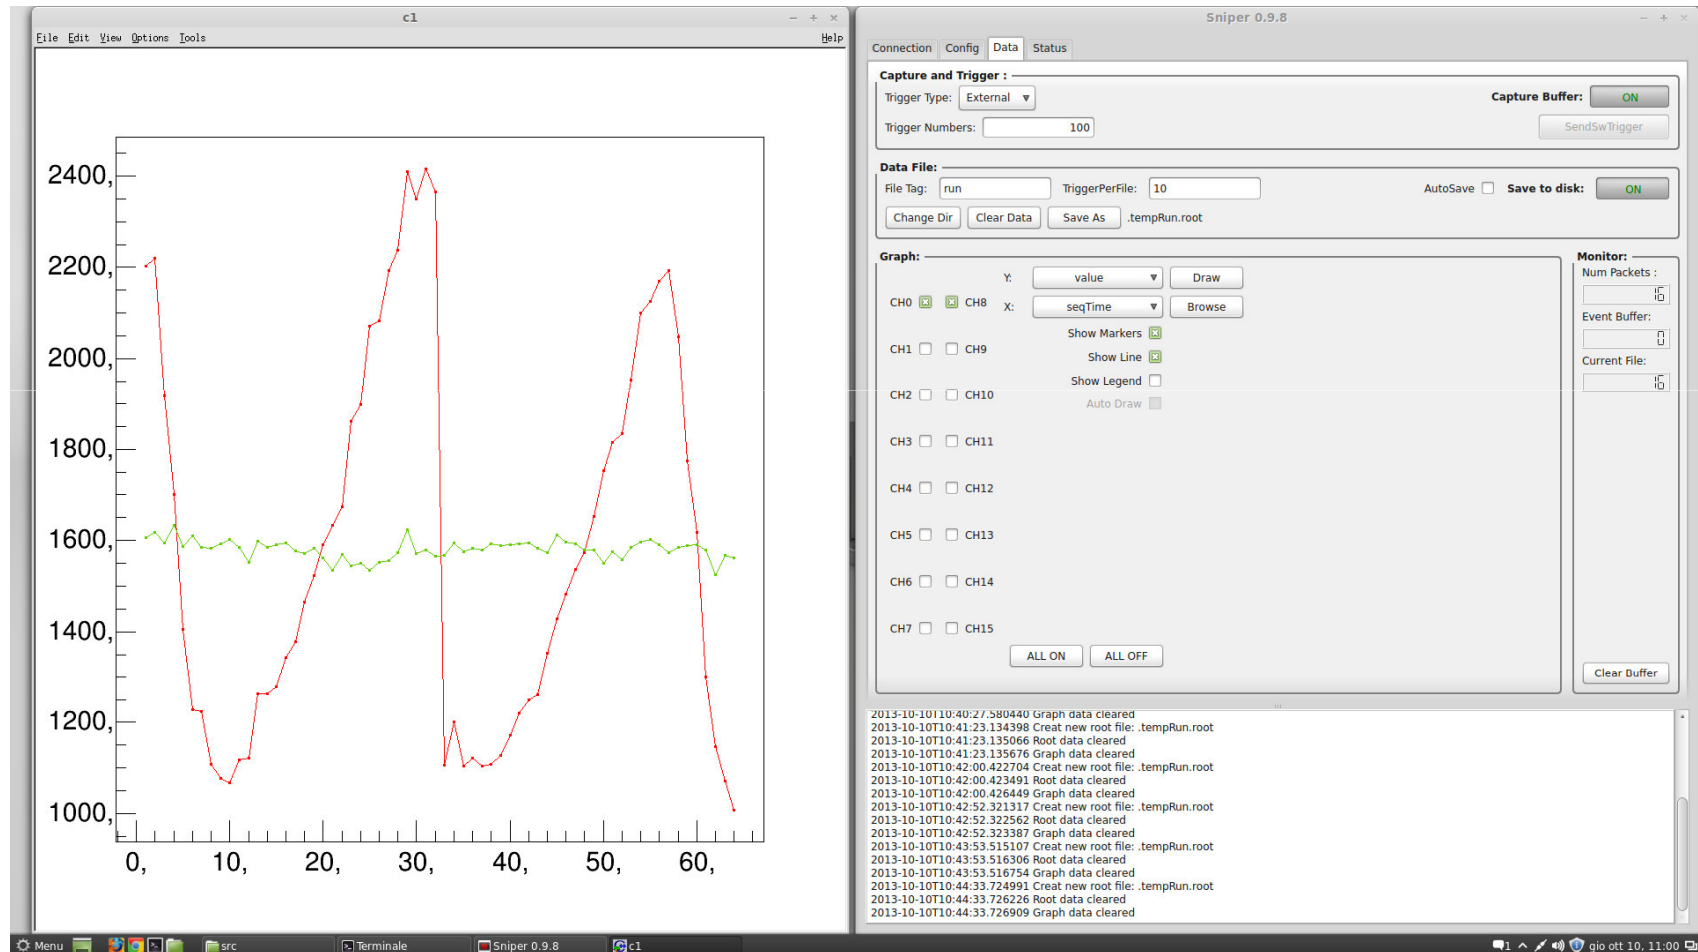 c1
File Edit View Options Tools Help
2400,
2200,
2000,
1800,
1600,
1400,
1200,
1000,
0, 10, 20, 30, 40, 50, 60,
Sniper 0.9.8
Connection Config Data Status
Capture and Trigger :
Trigger Type: External Capture Buffer: ON
Trigger Numbers: 100 SendSwTrigger
Data File:
File Tag: run TriggerPerFile: 10 AutoSave Save to disk: ON
Change Dir Clear Data Save As .tempRun.root
Graph:
Y: value Draw
CH0 CH8 X: seqTime Browse
Show Markers
CH1 CH9 Show Line
Show Legend
CH2 CH10 Auto Draw
CH3 CH11
CH4 CH12
CH5 CH13
CH6 CH14
CH7 CH15
ALL ON ALL OFF
Monitor:
Num Packets :
16
Event Buffer:
0
Current File:
16
Clear Buffer
2013-10-10T10:40:27.580440 Graph data cleared
2013-10-10T10:41:23.134398 Creat new root file: .tempRun.root
2013-10-10T10:41:23.135066 Root data cleared
2013-10-10T10:41:23.135676 Graph data cleared
2013-10-10T10:42:00.422704 Creat new root file: .tempRun.root
2013-10-10T10:42:00.423491 Root data cleared
2013-10-10T10:42:00.426449 Graph data cleared
2013-10-10T10:42:52.321317 Creat new root file: .tempRun.root
2013-10-10T10:42:52.322562 Root data cleared
2013-10-10T10:42:52.323387 Graph data cleared
2013-10-10T10:43:53.515107 Creat new root file: .tempRun.root
2013-10-10T10:43:53.516306 Root data cleared
2013-10-10T10:43:53.516754 Graph data cleared
2013-10-10T10:44:33.724991 Creat new root file: .tempRun.root
2013-10-10T10:44:33.726226 Root data cleared
2013-10-10T10:44:33.726909 Graph data cleared
Menu src Terminale Sniper 0.9.8 c1 1 gio ott 10, 11:00